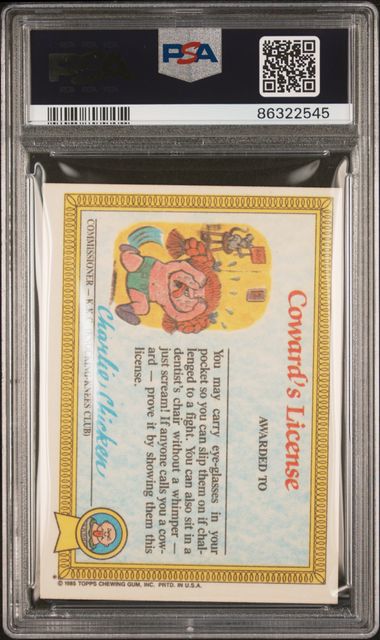 PSA
86322545
Coward's License
AWARDED TO
You may carry eye-glasses in your
pocket so you can slip them on if chal-
lenged to a fight. You can also sit in a
dentist's chair without a whimper —
just scream! If anyone calls you a cow-
ard — prove it by showing them this
license.
Charlie Chicken
COMMISSIONER — K.K.C. KNEES CLUB)
* © 1985 TOPPS CHEWING GUM, INC. PRTD. IN U.S.A.